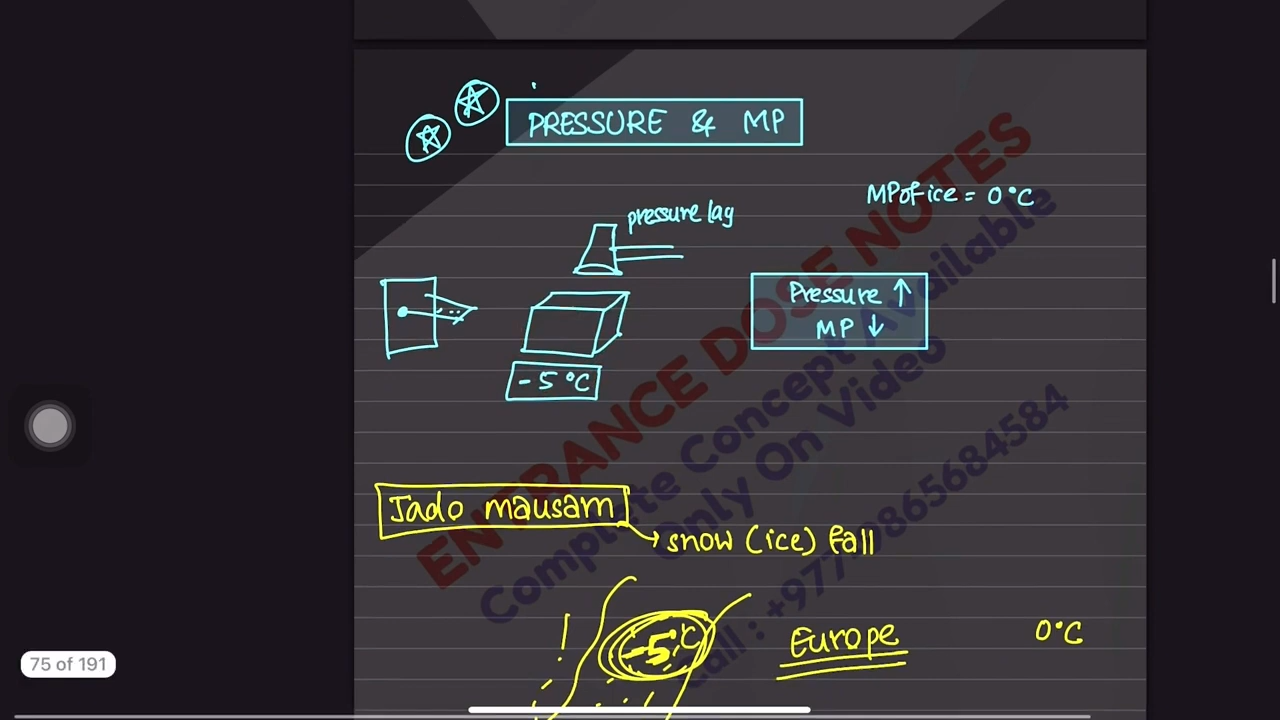 PRESSURE & MP
MP of ice = 0°C
pressure lag
Pressure ↑
MP ↓
-5°C
Jado mausam
→ snow (ice) fall
-5°C
Europe
0°C
75 of 191
ENTRANCE DOSE NOTES
Complete Concept Available
Only On Video
Call : +977 9865684584